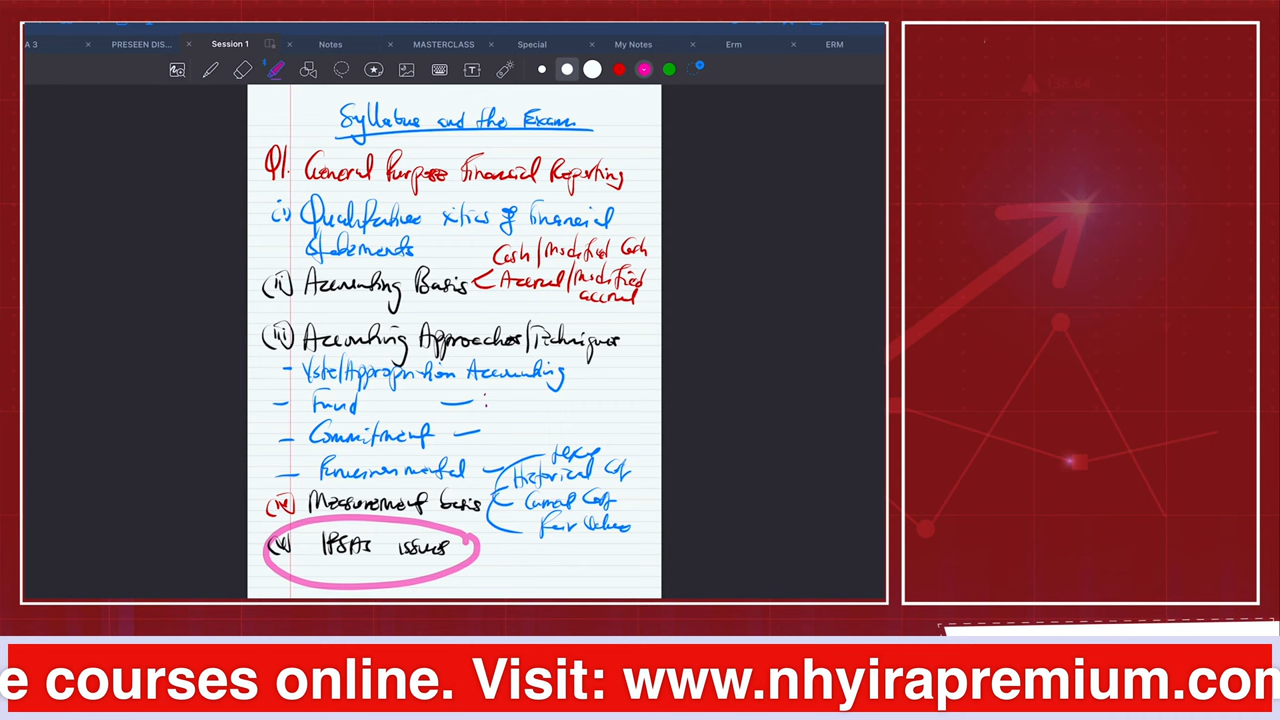 A 3
PRESEEN DIS...
Session 1
Notes
MASTERCLASS
Special
My Notes
Erm
ERM
Syllabus and the Exam
Q1. General Purpose Financial Reporting
(i) Qualitative xtics of Financial
Statements
Cash/Modified Cash
(ii) Accounting Basis < Accrual/Modified
accrual
(iii) Accounting Approaches/Techniques
- Vote/Appropriation Accounting
- Fund —
- Commitment —
- Environmental —
Historical Cost
(iv) Measurement basis
Current Cost
Fair Values
(v) IPSAS issues
e courses online. Visit: www.nhyirapremium.com